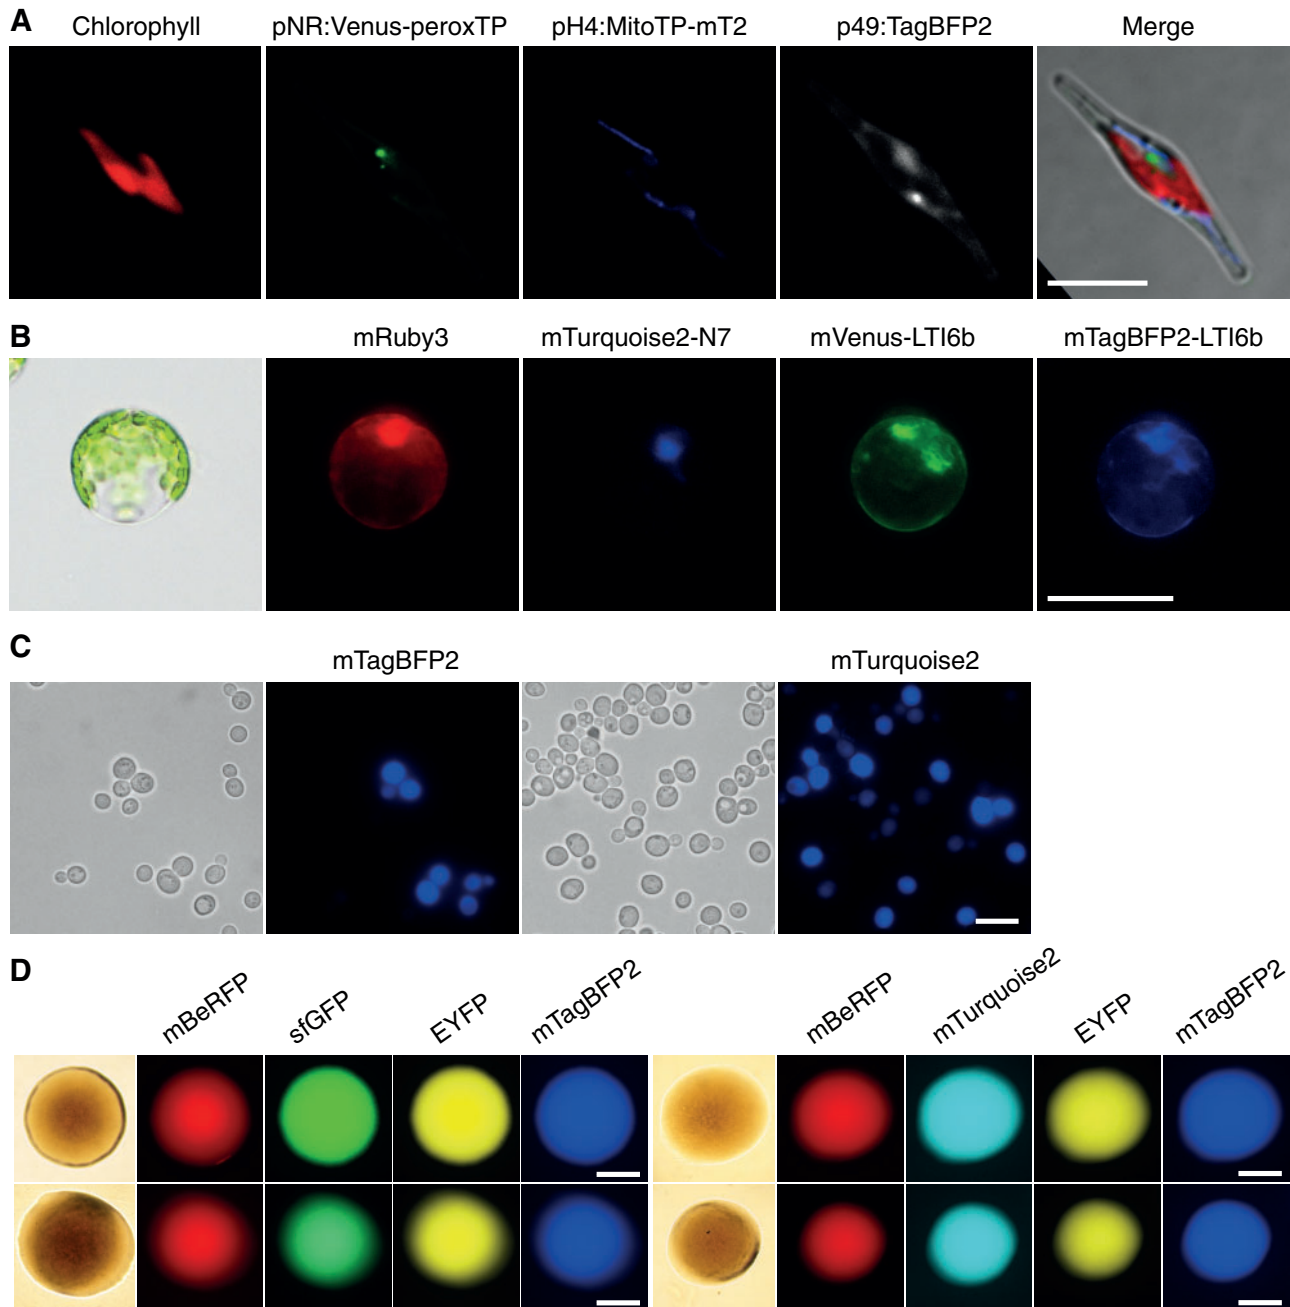 A
Chlorophyll pNR:Venus-peroxTP pH4:MitoTP-mT2 p49:TagBFP2 Merge
B
mRuby3 mTurquoise2-N7 mVenus-LTI6b mTagBFP2-LTI6b
C
mTagBFP2 mTurquoise2
D
mBeRFP sfGFP EYFP mTagBFP2 mBeRFP mTurquoise2 EYFP mTagBFP2